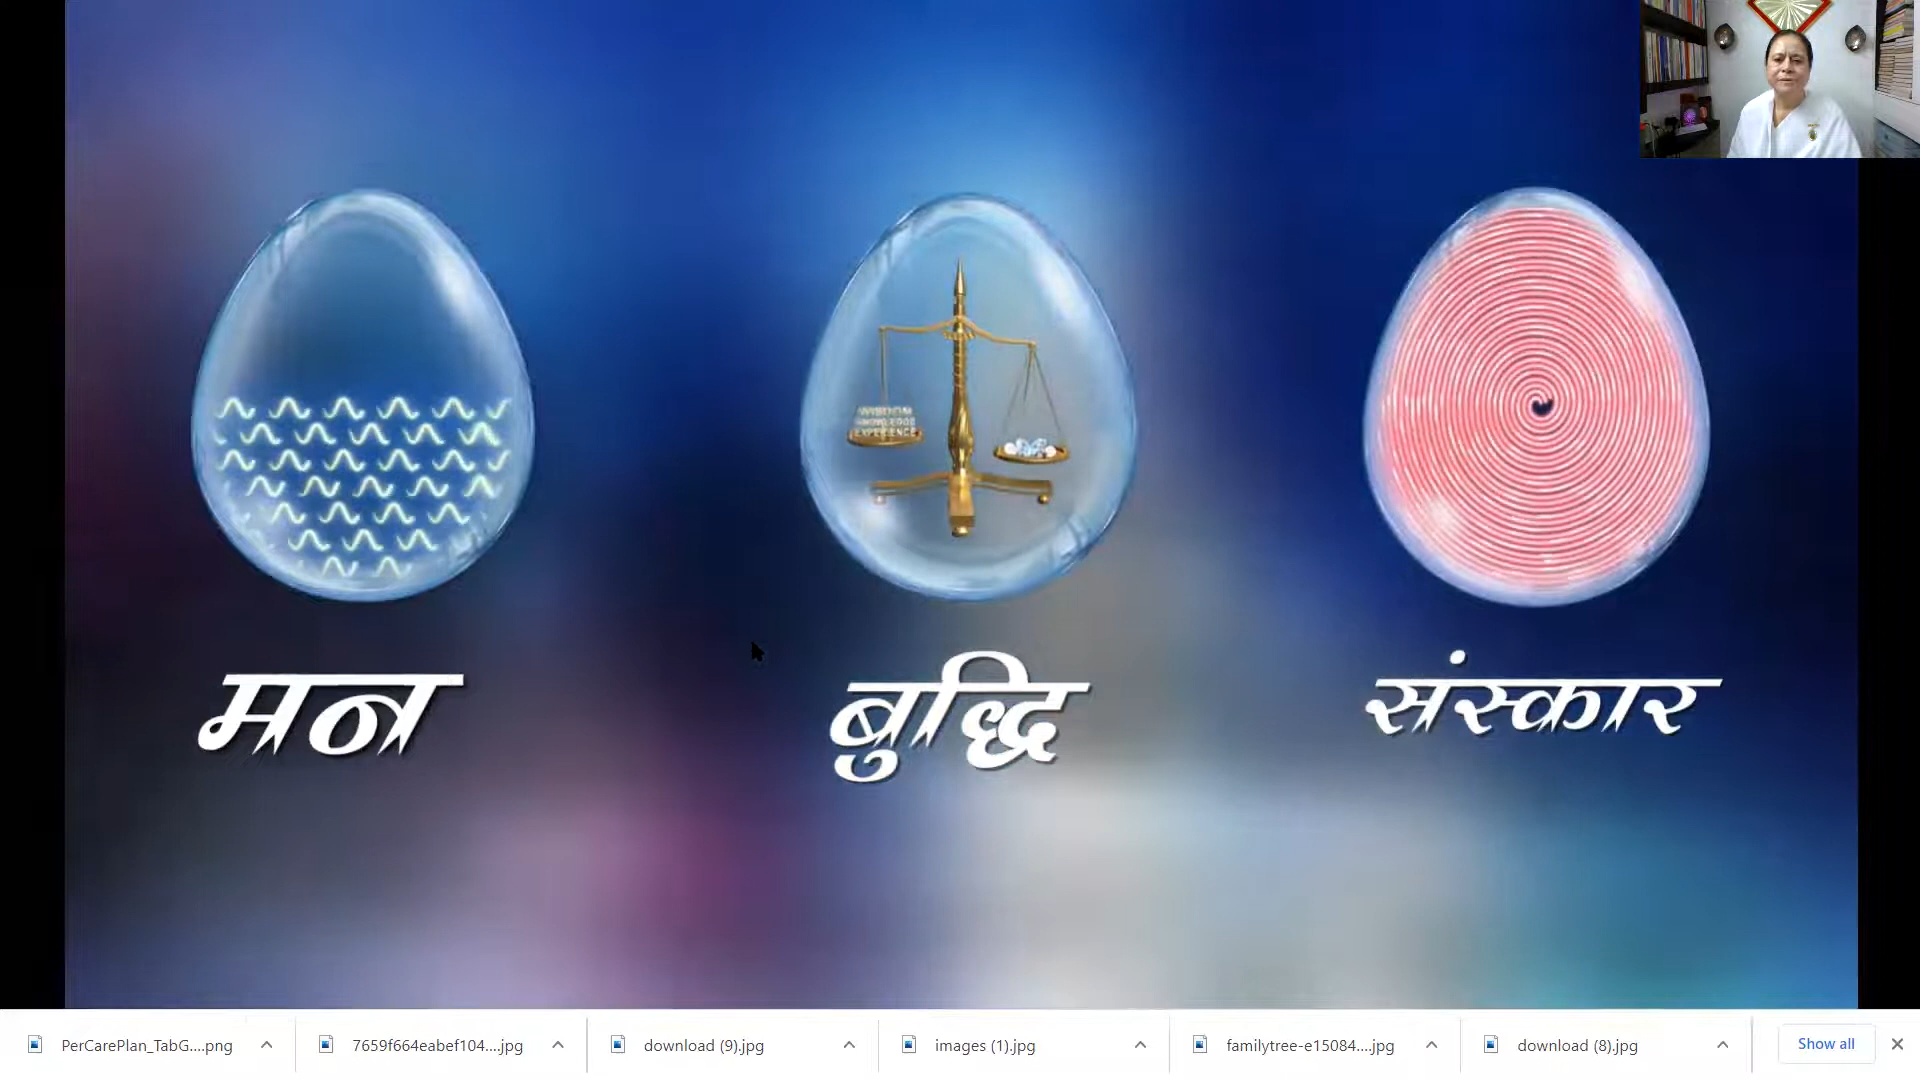 WISDOM
KNOWLEDGE
EXPERIENCE
मन
बुद्धि
संस्कार
PerCarePlan_TabG....png
7659f664eabef104....jpg
download (9).jpg
images (1).jpg
familytree-e15084....jpg
download (8).jpg
Show all